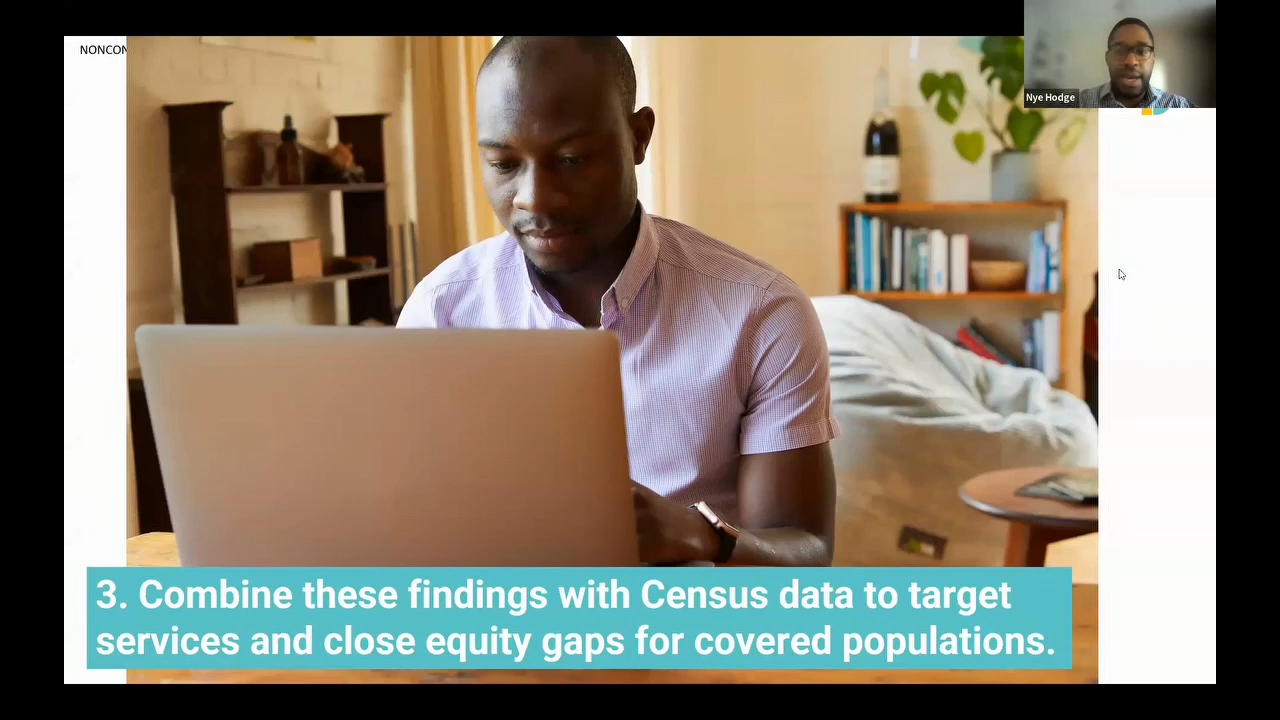 NONCON
Nye Hodge
3. Combine these findings with Census data to target
services and close equity gaps for covered populations.